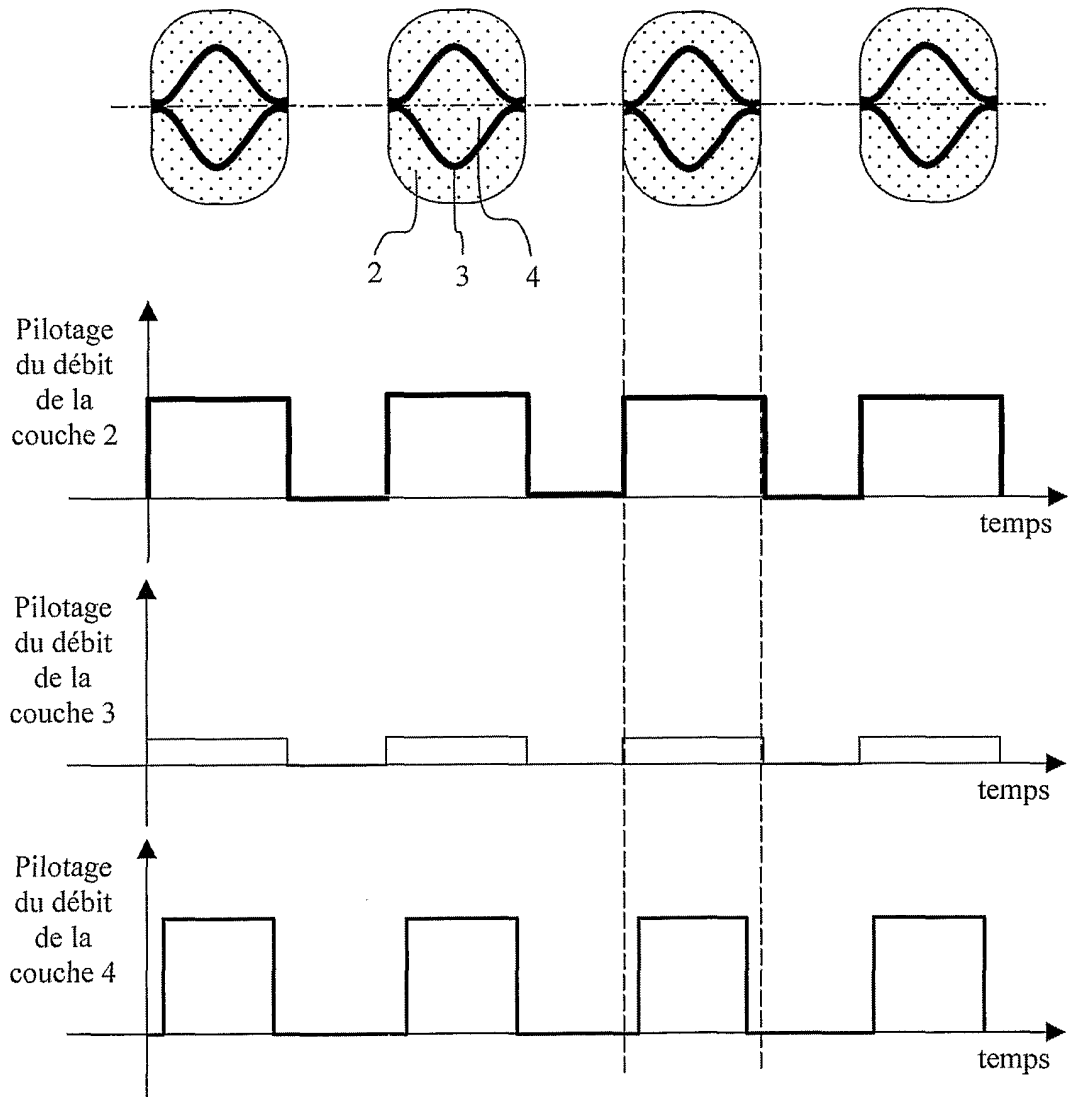 2
3
4
Pilotage
du débit
de la
couche 2
temps
Pilotage
du débit
de la
couche 3
temps
Pilotage
du débit
de la
couche 4
temps